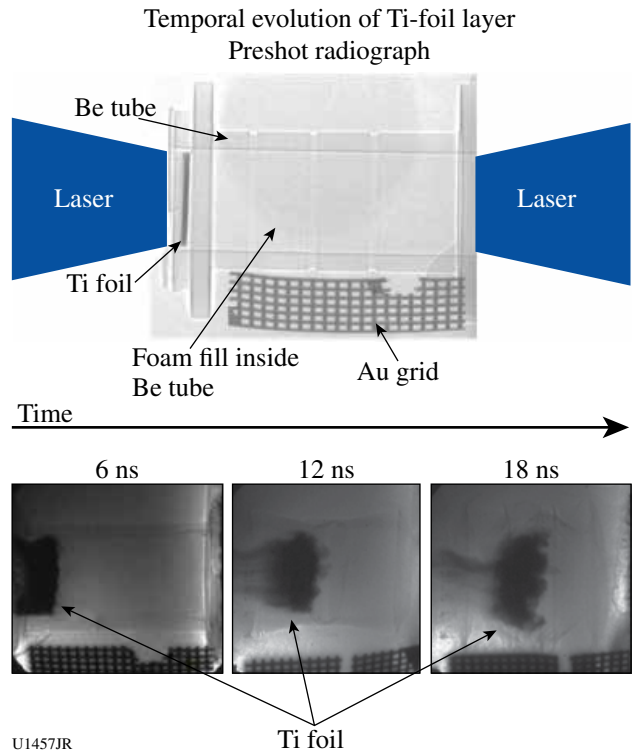 Temporal evolution of Ti-foil layer
Preshot radiograph
Be tube
Laser
Laser
Ti foil
Foam fill inside
Be tube
Au grid
Time
6 ns
12 ns
18 ns
Ti foil
U1457JR